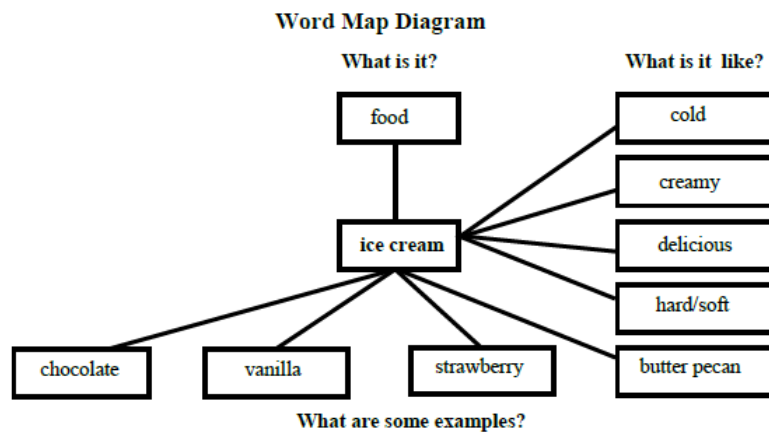 Word Map Diagram
What is it?
What is it like?
food
cold
creamy
ice cream
delicious
hard/soft
chocolate
vanilla
strawberry
butter pecan
What are some examples?